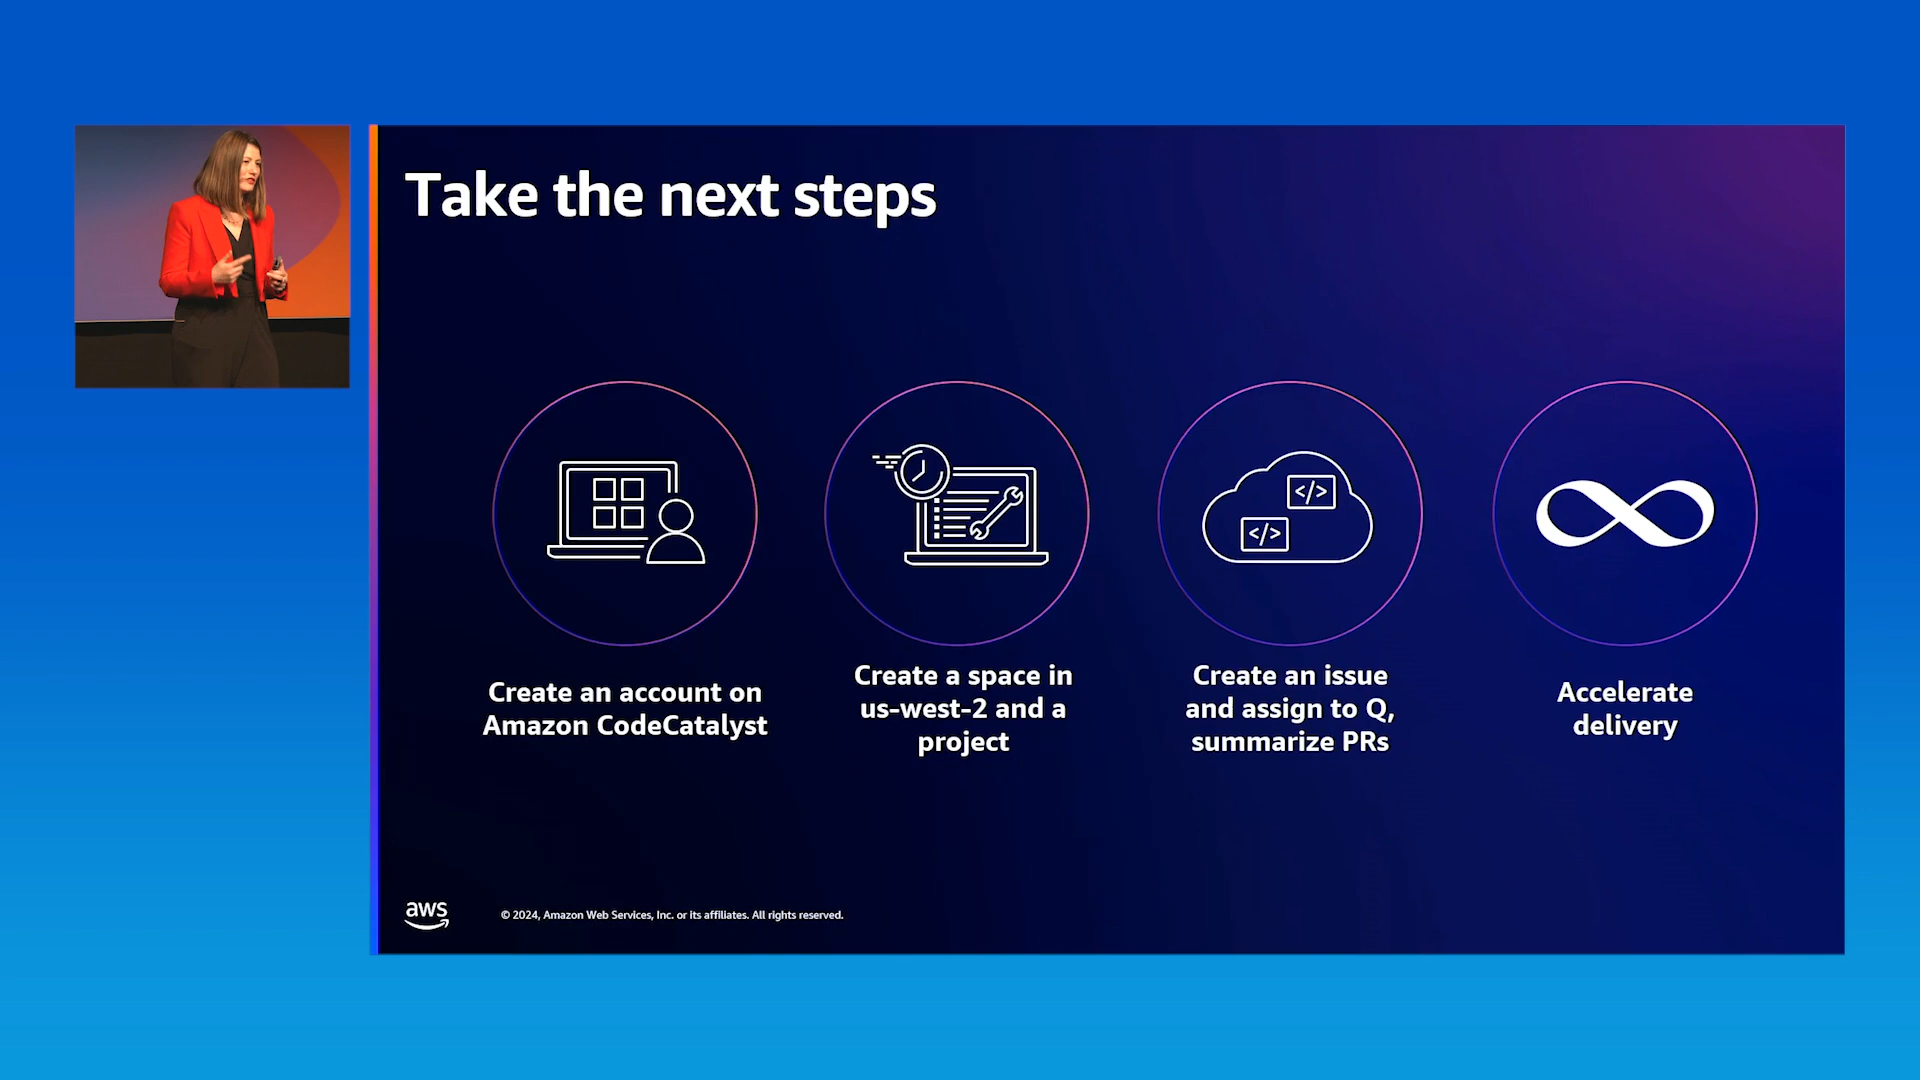 Take the next steps
Create an account on
Amazon CodeCatalyst
Create a space in
us-west-2 and a
project
Create an issue
and assign to Q,
summarize PRs
Accelerate
delivery
</>
</>
aws
© 2024, Amazon Web Services, Inc. or its affiliates. All rights reserved.